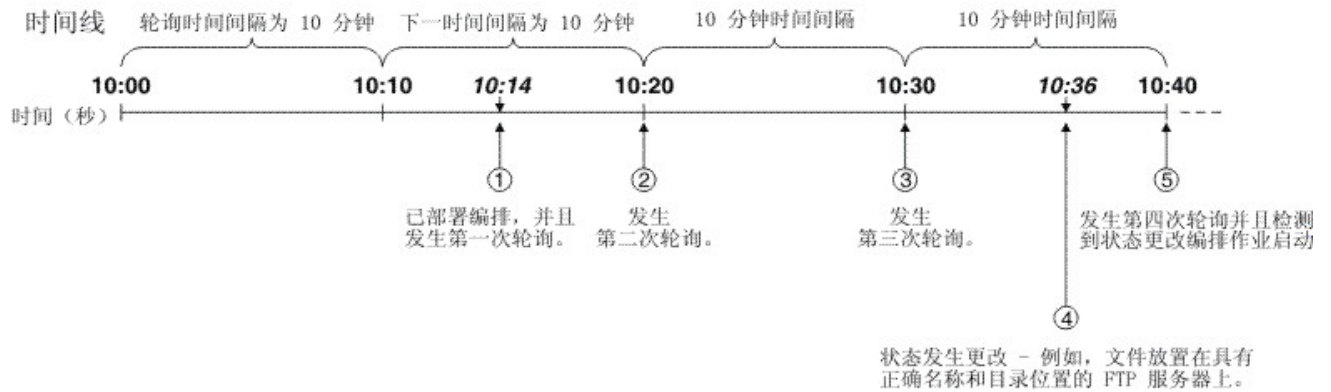 时间线
轮询时间间隔为 10 分钟
下一时间间隔为 10 分钟
10 分钟时间间隔
10 分钟时间间隔
10:00
10:10
10:14
10:20
10:30
10:36
10:40
时间（秒）
①
已部署编排，并且
发生第一次轮询。
②
发生
第二次轮询。
③
发生
第三次轮询。
⑤
发生第四次轮询并且检测
到状态更改编排作业启动
④
状态发生更改 - 例如，文件放置在具有
正确名称和目录位置的 FTP 服务器上。